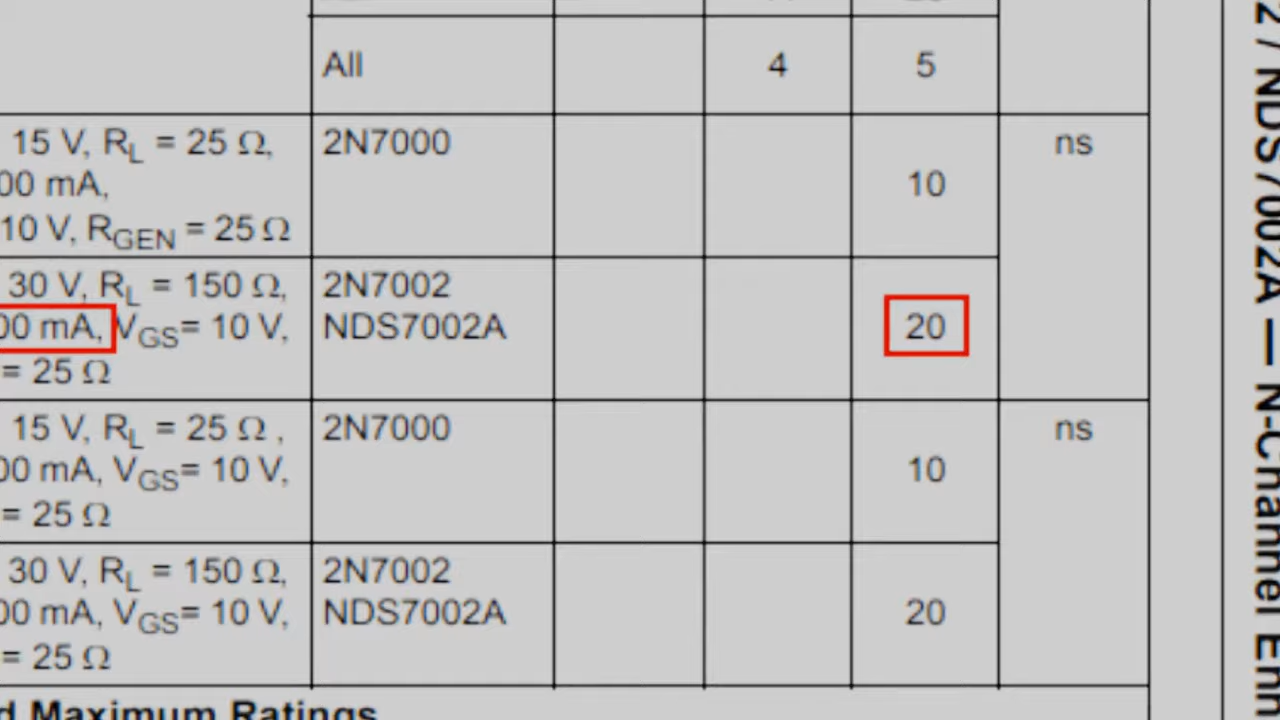 All 4 5
15 V, RL = 25 Ω, 2N7000 ns
00 mA, 10
10 V, RGEN = 25 Ω
30 V, RL = 150 Ω, 2N7002
00 mA, VGS= 10 V, NDS7002A 20
= 25 Ω
15 V, RL = 25 Ω , 2N7000 ns
00 mA, VGS= 10 V, 10
= 25 Ω
30 V, RL = 150 Ω, 2N7002
00 mA, VGS= 10 V, NDS7002A 20
= 25 Ω
d Maximum Ratings
2 / NDS7002A — N-Channel Enh